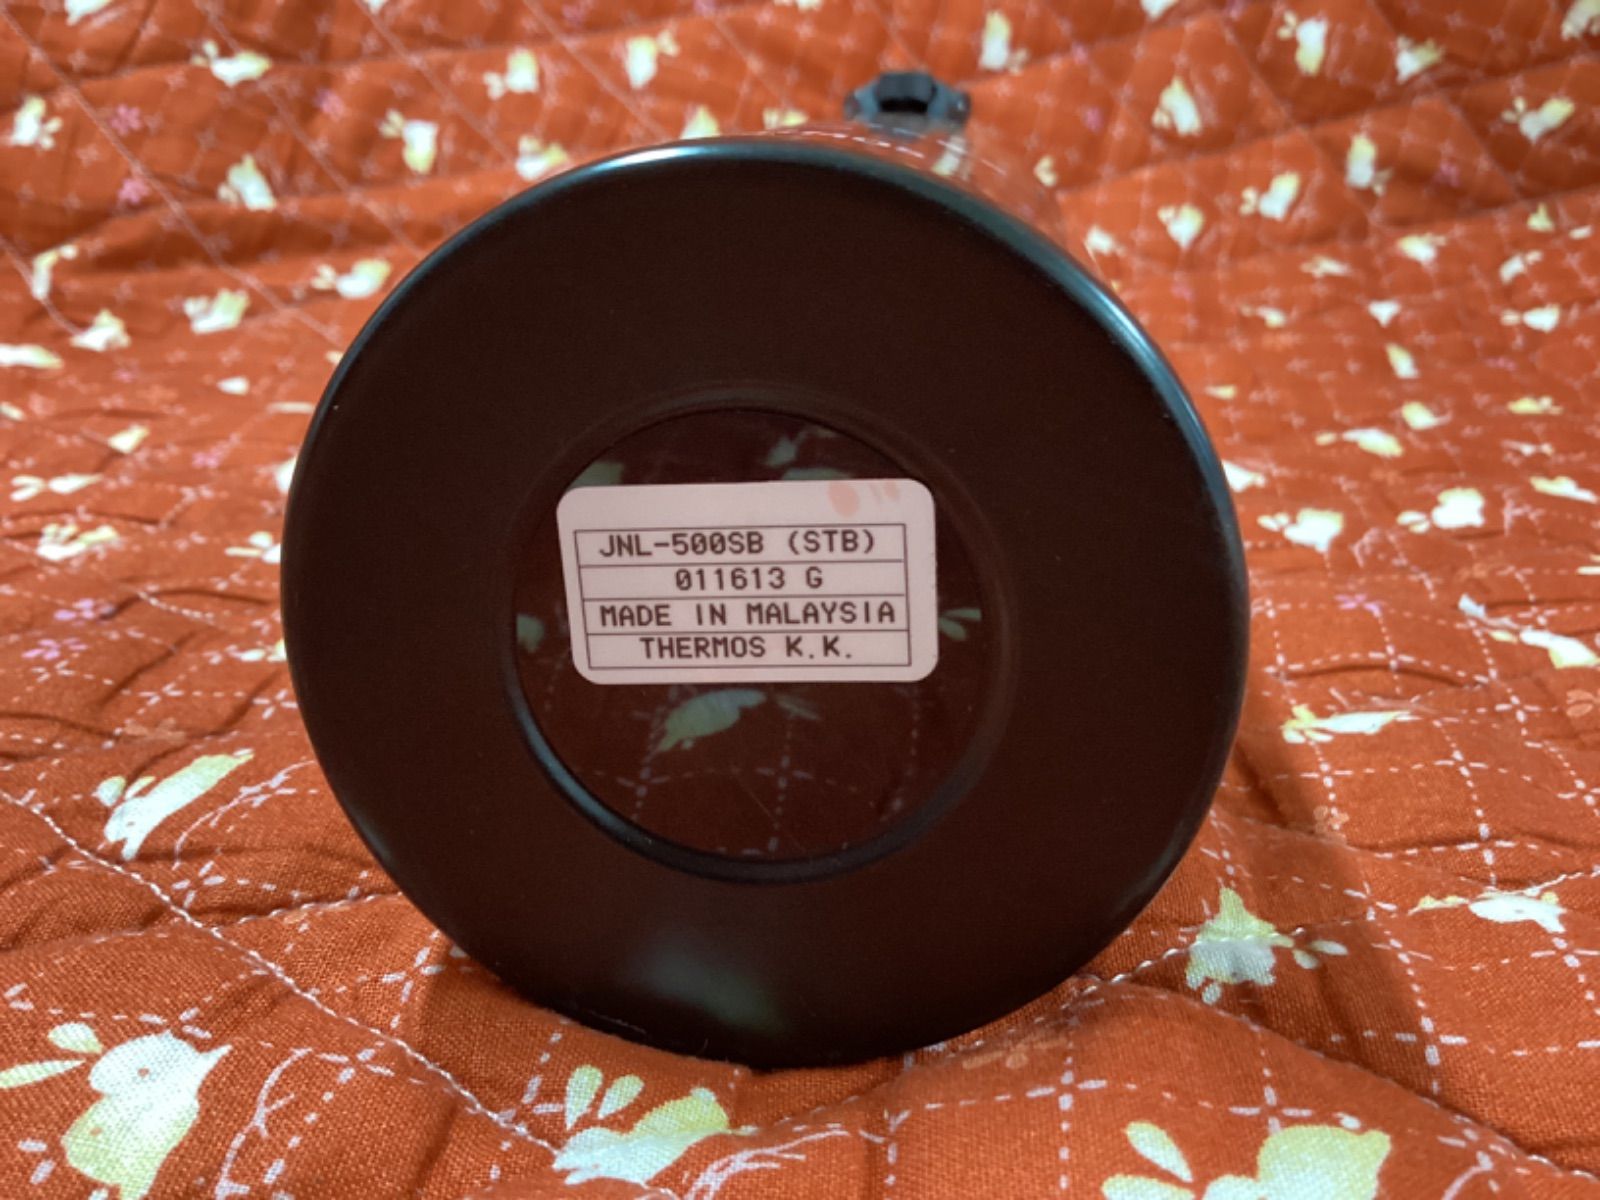 JNL-500SB (STB)
011613 G
MADE IN MALAYSIA
THERMOS K.K.